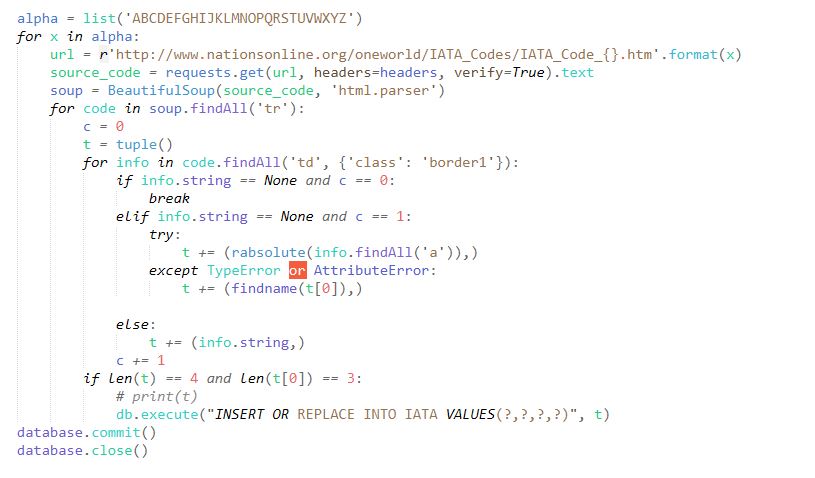 alpha = list('ABCDEFGHIJKLMNOPQRSTUVWXYZ')
for x in alpha:
    url = r'http://www.nationsonline.org/oneworld/IATA_Codes/IATA_Code_{}.htm'.format(x)
    source_code = requests.get(url, headers=headers, verify=True).text
    soup = BeautifulSoup(source_code, 'html.parser')
    for code in soup.findAll('tr'):
        c = 0
        t = tuple()
        for info in code.findAll('td', {'class': 'border1'}):
            if info.string == None and c == 0:
                break
            elif info.string == None and c == 1:
                try:
                    t += (rabsolute(info.findAll('a')),)
                except TypeError or AttributeError:
                    t += (findname(t[0]),)
            else:
                t += (info.string,)
            c += 1
        if len(t) == 4 and len(t[0]) == 3:
            # print(t)
            db.execute("INSERT OR REPLACE INTO IATA VALUES(?,?,?,?)", t)
database.commit()
database.close()